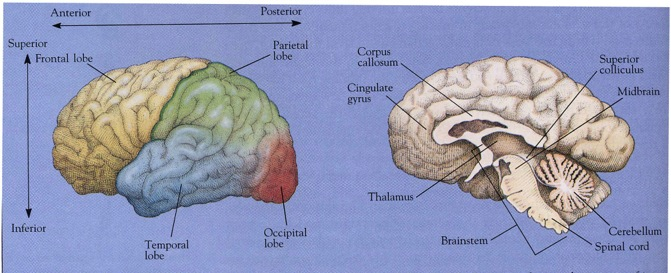 Anterior
Posterior
Superior
Frontal lobe
Parietal
lobe
Inferior
Temporal
lobe
Occipital
lobe
Corpus
callosum
Cingulate
gyrus
Superior
colliculus
Midbrain
Thalamus
Brainstem
Cerebellum
Spinal cord